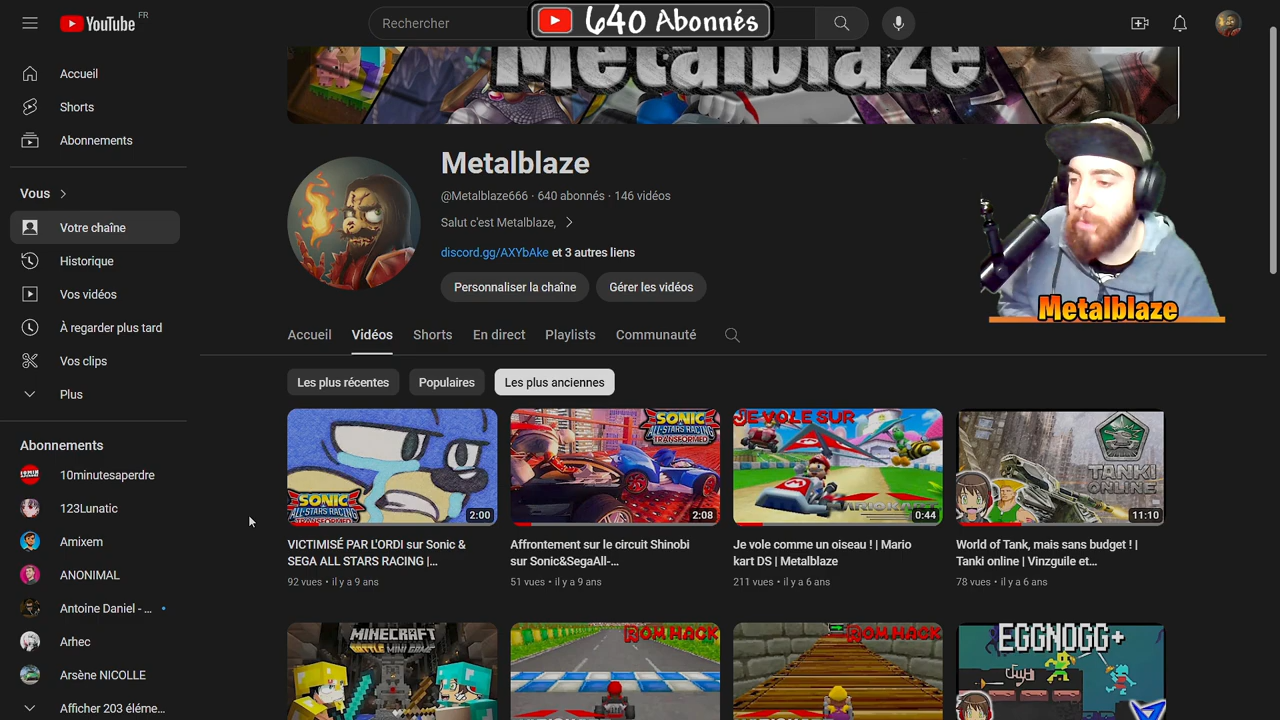 YouTube FR
Rechercher
640 Abonnés
Metalblaze
Accueil
Shorts
Abonnements
Vous
Votre chaîne
Historique
Vos vidéos
À regarder plus tard
Vos clips
Plus
Abonnements
10minutesaperdre
123Lunatic
Amixem
ANONIMAL
Antoine Daniel - ...
Arhec
Arsène NICOLLE
Afficher 203 éléme...
Metalblaze
@Metalblaze666 · 640 abonnés · 146 vidéos
Salut c'est Metalblaze,
discord.gg/AXYbAke et 3 autres liens
Personnaliser la chaîne
Gérer les vidéos
Metalblaze
Accueil
Vidéos
Shorts
En direct
Playlists
Communauté
Les plus récentes
Populaires
Les plus anciennes
SONIC
ALL-STARS RACING
TRANSFORMED
2:00
VICTIMISÉ PAR L'ORDI sur Sonic &
SEGA ALL STARS RACING |...
92 vues · il y a 9 ans
SONIC
ALL-STARS RACING
TRANSFORMED
2:08
Affrontement sur le circuit Shinobi
sur Sonic&SegaAll-...
51 vues · il y a 9 ans
JE VOLE SUR
MARIO KART
0:44
Je vole comme un oiseau ! | Mario
kart DS | Metalblaze
211 vues · il y a 6 ans
TANKI
ONLINE
11:10
World of Tank, mais sans budget ! |
Tanki online | Vinzguile et...
78 vues · il y a 6 ans
MINECRAFT
BATTLE MINI GAME
ROM HACK
ROM HACK
EGGNOGG+